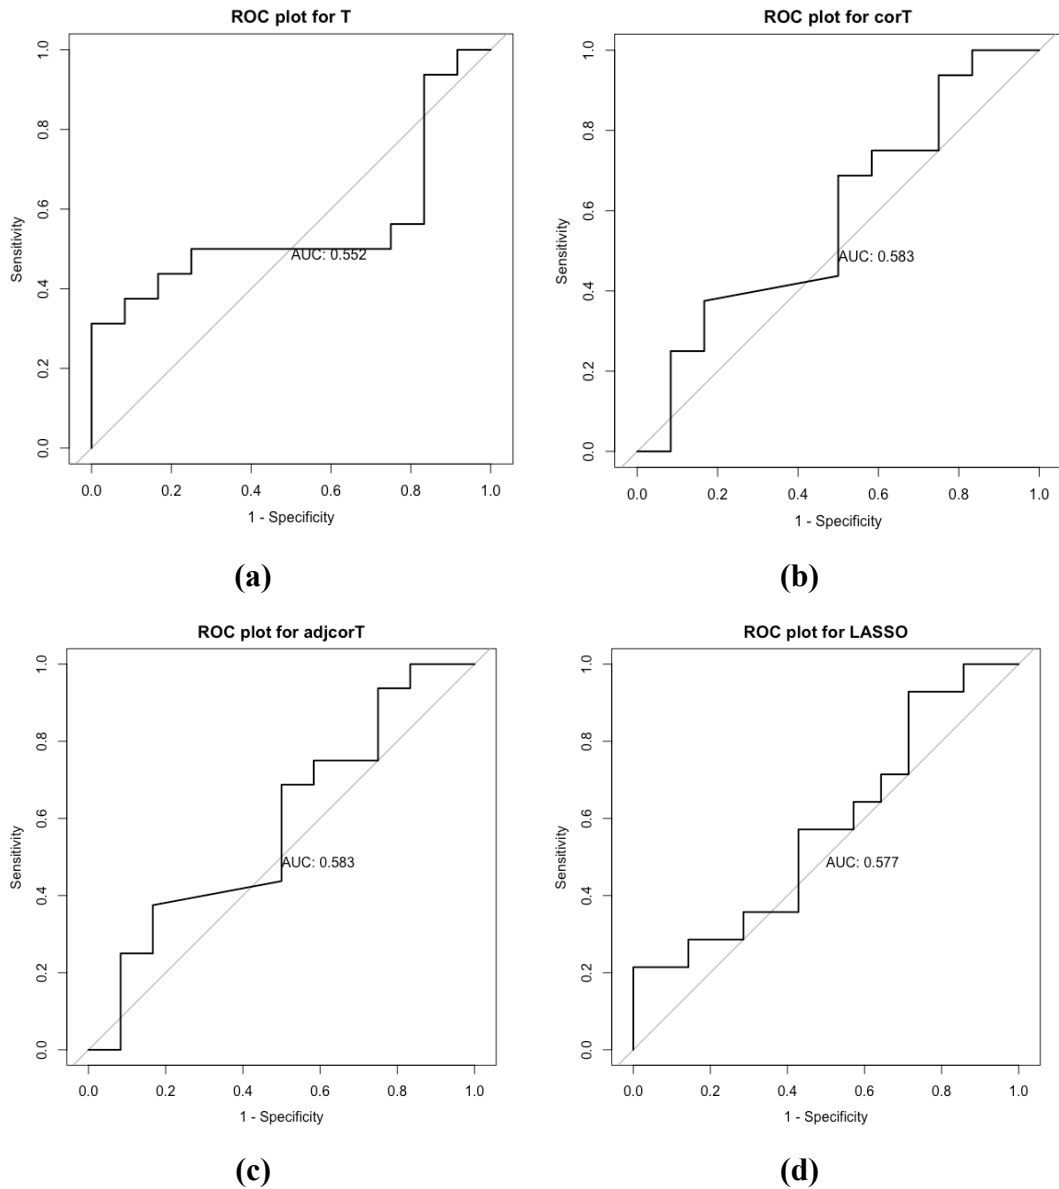 ROC plot for T
1.0
0.8
0.6
0.4
0.2
0.0
Sensitivity
AUC: 0.552
0.0 0.2 0.4 0.6 0.8 1.0
1 - Specificity
(a)
ROC plot for corT
1.0
0.8
0.6
0.4
0.2
0.0
Sensitivity
AUC: 0.583
0.0 0.2 0.4 0.6 0.8 1.0
1 - Specificity
(b)
ROC plot for adjcorT
1.0
0.8
0.6
0.4
0.2
0.0
Sensitivity
AUC: 0.583
0.0 0.2 0.4 0.6 0.8 1.0
1 - Specificity
(c)
ROC plot for LASSO
1.0
0.8
0.6
0.4
0.2
0.0
Sensitivity
AUC: 0.577
0.0 0.2 0.4 0.6 0.8 1.0
1 - Specificity
(d)